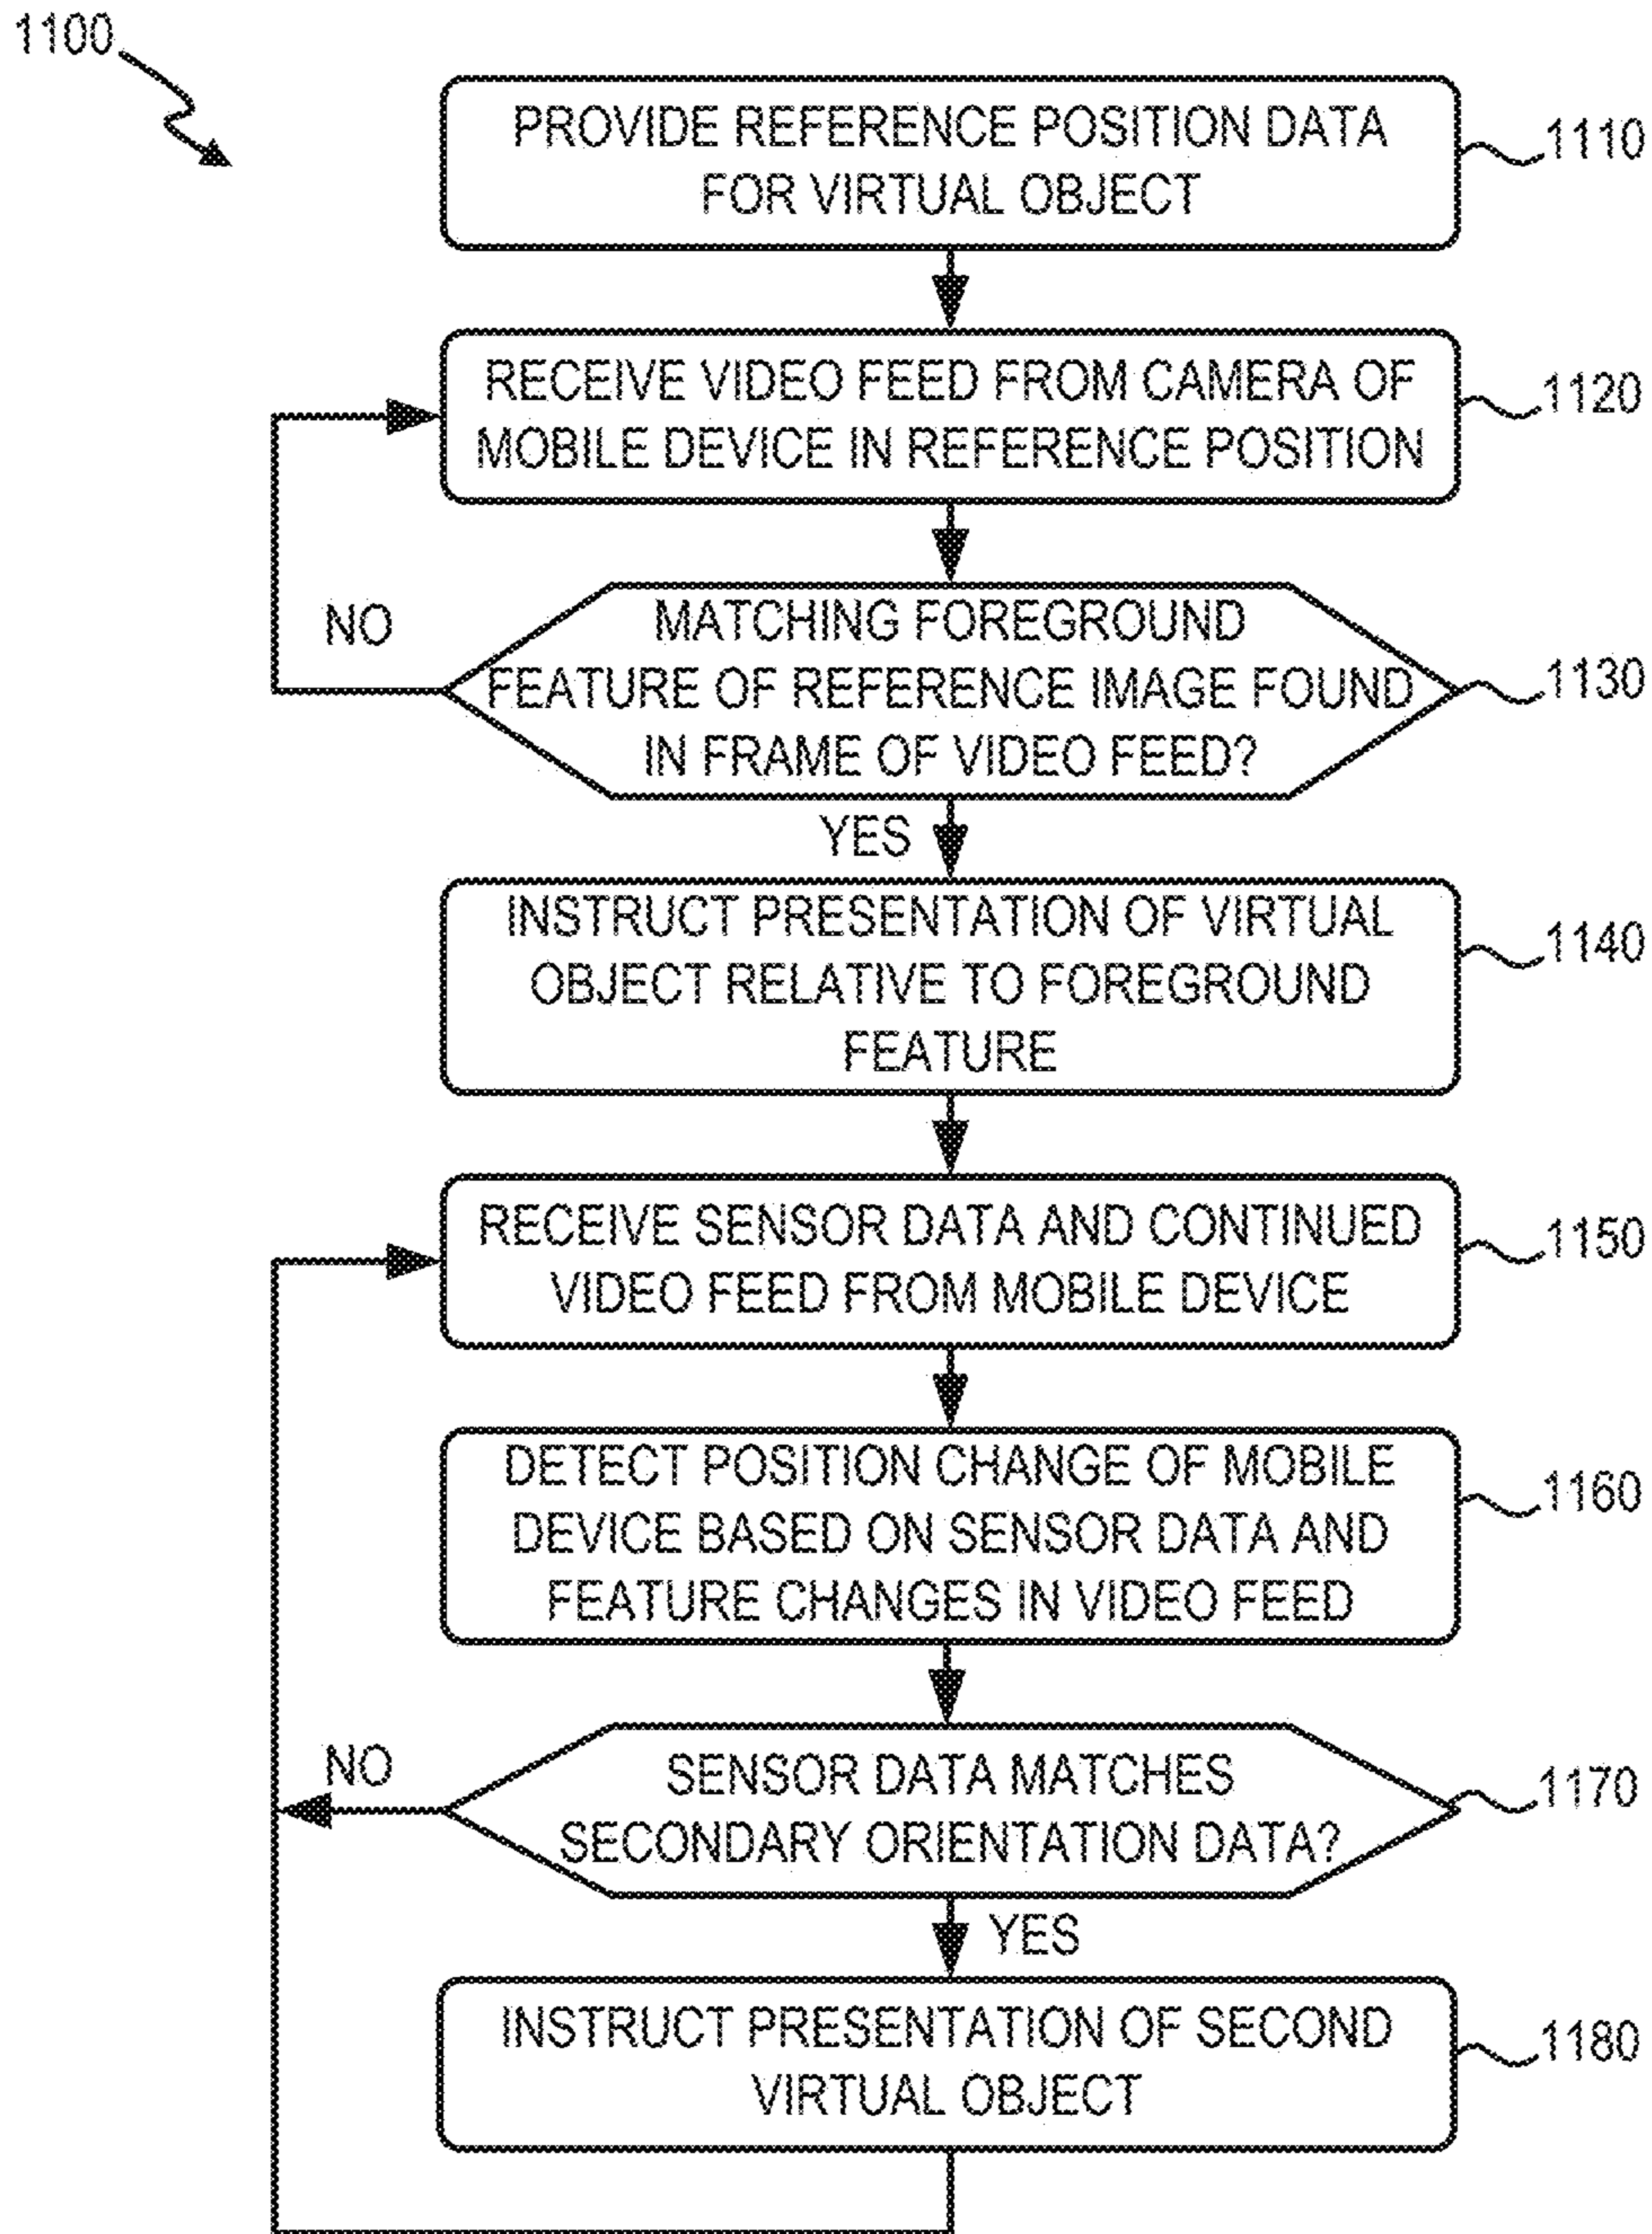 1100
PROVIDE REFERENCE POSITION DATA
FOR VIRTUAL OBJECT
1110
RECEIVE VIDEO FEED FROM CAMERA OF
MOBILE DEVICE IN REFERENCE POSITION
1120
NO
MATCHING FOREGROUND
FEATURE OF REFERENCE IMAGE FOUND
IN FRAME OF VIDEO FEED?
1130
YES
INSTRUCT PRESENTATION OF VIRTUAL
OBJECT RELATIVE TO FOREGROUND
FEATURE
1140
RECEIVE SENSOR DATA AND CONTINUED
VIDEO FEED FROM MOBILE DEVICE
1150
DETECT POSITION CHANGE OF MOBILE
DEVICE BASED ON SENSOR DATA AND
FEATURE CHANGES IN VIDEO FEED
1160
NO
SENSOR DATA MATCHES
SECONDARY ORIENTATION DATA?
1170
YES
INSTRUCT PRESENTATION OF SECOND
VIRTUAL OBJECT
1180